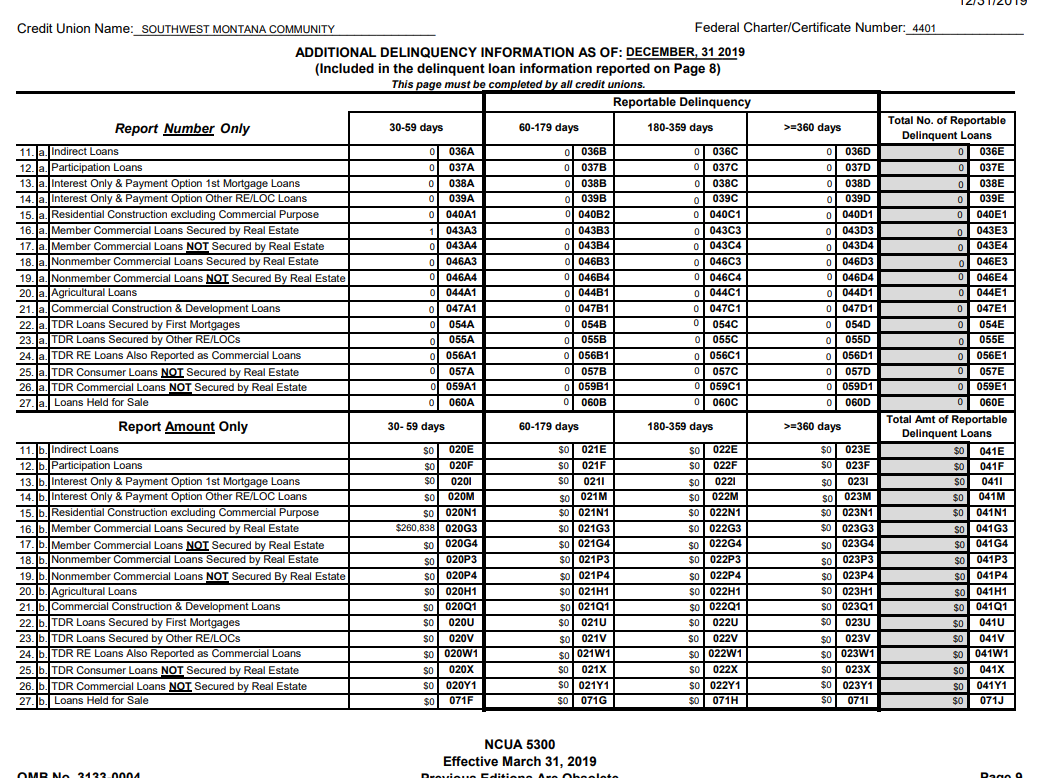 12/31/2019
Credit Union Name: SOUTHWEST MONTANA COMMUNITY Federal Charter/Certificate Number: 4401
ADDITIONAL DELINQUENCY INFORMATION AS OF: DECEMBER, 31 2019
(Included in the delinquent loan information reported on Page 8)
This page must be completed by all credit unions.
Reportable Delinquency
Report Number Only 30-59 days 60-179 days 180-359 days >=360 days Total No. of Reportable Delinquent Loans
11. a. Indirect Loans 0 036A 0 036B 0 036C 0 036D 0 036E
12. a. Participation Loans 0 037A 0 037B 0 037C 0 037D 0 037E
13. a. Interest Only & Payment Option 1st Mortgage Loans 0 038A 0 038B 0 038C 0 038D 0 038E
14. a. Interest Only & Payment Option Other RE/LOC Loans 0 039A 0 039B 0 039C 0 039D 0 039E
15. a. Residential Construction excluding Commercial Purpose 0 040A1 0 040B2 0 040C1 0 040D1 0 040E1
16. a. Member Commercial Loans Secured by Real Estate 1 043A3 0 043B3 0 043C3 0 043D3 0 043E3
17. a. Member Commercial Loans NOT Secured by Real Estate 0 043A4 0 043B4 0 043C4 0 043D4 0 043E4
18. a. Nonmember Commercial Loans Secured by Real Estate 0 046A3 0 046B3 0 046C3 0 046D3 0 046E3
19. a. Nonmember Commercial Loans NOT Secured By Real Estate 0 046A4 0 046B4 0 046C4 0 046D4 0 046E4
20. a. Agricultural Loans 0 044A1 0 044B1 0 044C1 0 044D1 0 044E1
21. a. Commercial Construction & Development Loans 0 047A1 0 047B1 0 047C1 0 047D1 0 047E1
22. a. TDR Loans Secured by First Mortgages 0 054A 0 054B 0 054C 0 054D 0 054E
23. a. TDR Loans Secured by Other RE/LOCs 0 055A 0 055B 0 055C 0 055D 0 055E
24. a. TDR RE Loans Also Reported as Commercial Loans 0 056A1 0 056B1 0 056C1 0 056D1 0 056E1
25. a. TDR Consumer Loans NOT Secured by Real Estate 0 057A 0 057B 0 057C 0 057D 0 057E
26. a. TDR Commercial Loans NOT Secured by Real Estate 0 059A1 0 059B1 0 059C1 0 059D1 0 059E1
27. a. Loans Held for Sale 0 060A 0 060B 0 060C 0 060D 0 060E
Report Amount Only 30- 59 days 60-179 days 180-359 days >=360 days Total Amt of Reportable Delinquent Loans
11. b. Indirect Loans $0 020E $0 021E $0 022E $0 023E $0 041E
12. b. Participation Loans $0 020F $0 021F $0 022F $0 023F $0 041F
13. b. Interest Only & Payment Option 1st Mortgage Loans $0 020I $0 021I $0 022I $0 023I $0 041I
14. b. Interest Only & Payment Option Other RE/LOC Loans $0 020M $0 021M $0 022M $0 023M $0 041M
15. b. Residential Construction excluding Commercial Purpose $0 020N1 $0 021N1 $0 022N1 $0 023N1 $0 041N1
16. b. Member Commercial Loans Secured by Real Estate $260,838 020G3 $0 021G3 $0 022G3 $0 023G3 $0 041G3
17. b. Member Commercial Loans NOT Secured by Real Estate $0 020G4 $0 021G4 $0 022G4 $0 023G4 $0 041G4
18. b. Nonmember Commercial Loans Secured by Real Estate $0 020P3 $0 021P3 $0 022P3 $0 023P3 $0 041P3
19. b. Nonmember Commercial Loans NOT Secured By Real Estate $0 020P4 $0 021P4 $0 022P4 $0 023P4 $0 041P4
20. b. Agricultural Loans $0 020H1 $0 021H1 $0 022H1 $0 023H1 $0 041H1
21. b. Commercial Construction & Development Loans $0 020Q1 $0 021Q1 $0 022Q1 $0 023Q1 $0 041Q1
22. b. TDR Loans Secured by First Mortgages $0 020U $0 021U $0 022U $0 023U $0 041U
23. b. TDR Loans Secured by Other RE/LOCs $0 020V $0 021V $0 022V $0 023V $0 041V
24. b. TDR RE Loans Also Reported as Commercial Loans $0 020W1 $0 021W1 $0 022W1 $0 023W1 $0 041W1
25. b. TDR Consumer Loans NOT Secured by Real Estate $0 020X $0 021X $0 022X $0 023X $0 041X
26. b. TDR Commercial Loans NOT Secured by Real Estate $0 020Y1 $0 021Y1 $0 022Y1 $0 023Y1 $0 041Y1
27. b. Loans Held for Sale $0 071F $0 071G $0 071H $0 071I $0 071J
NCUA 5300
Effective March 31, 2019
OMB No. 3133-0004 Previous Editions Are Obsolete Page 9